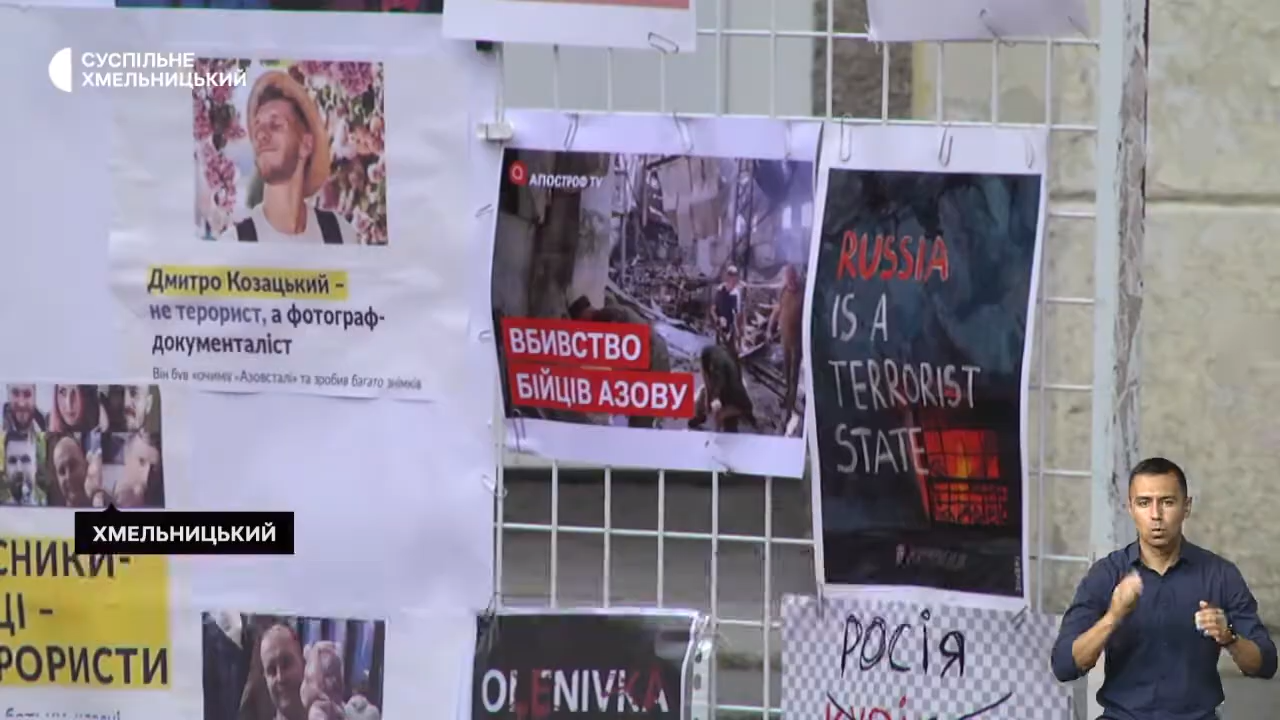 СУСПІЛЬНЕ
ХМЕЛЬНИЦЬКИЙ
Дмитро Козацький –
не терорист, а фотограф-
документаліст
Він був «очима «Азовсталі» та зробив багато знімків
АПОСТРОФ TV
ВБИВСТВО
БІЙЦІВ АЗОВУ
RUSSIA
IS A
TERRORIST
STATE
ХМЕЛЬНИЦЬКИЙ
СНИКИ-
ЦІ –
РОРИСТИ
OLENIVKA
РОСІЯ